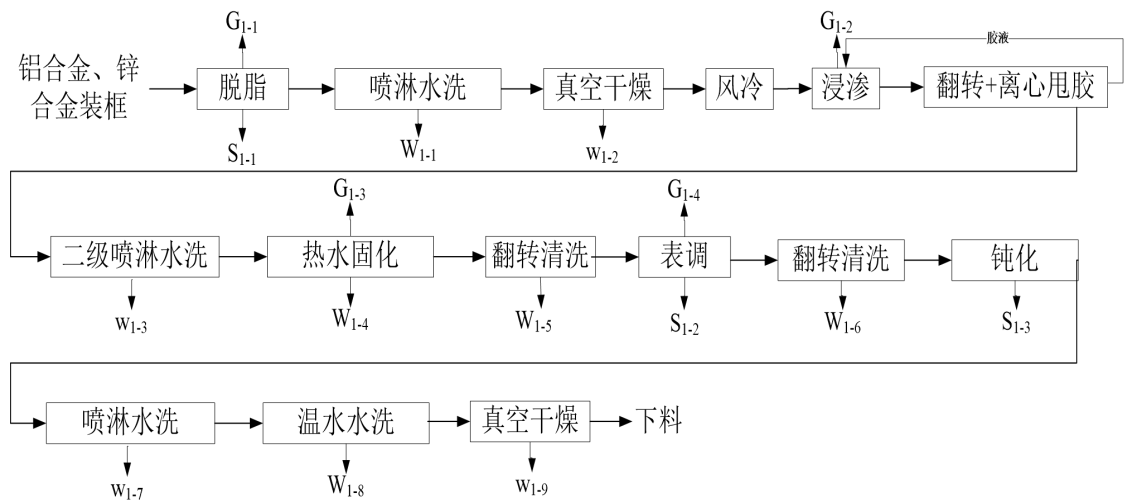 G1-1
G1-2
胶液
铝合金、锌
合金装框
脱脂
喷淋水洗
真空干燥
风冷
浸渗
翻转+离心甩胶
S1-1
W1-1
w1-2
G1-3
G1-4
二级喷淋水洗
热水固化
翻转清洗
表调
翻转清洗
钝化
w1-3
W1-4
W1-5
S1-2
W1-6
S1-3
喷淋水洗
温水水洗
真空干燥
下料
w1-7
W1-8
w1-9